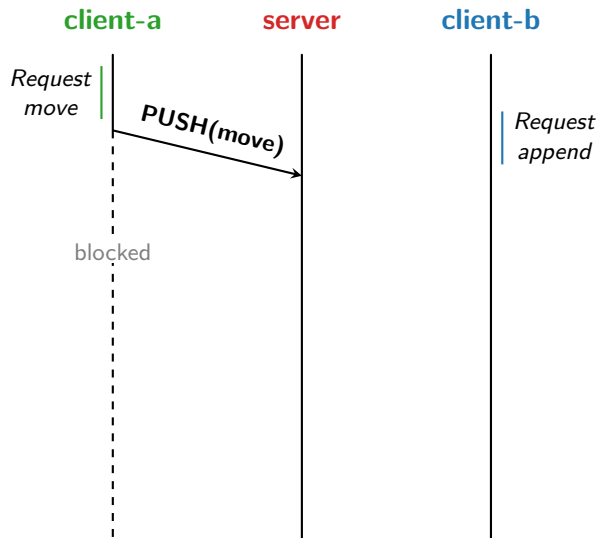 client-a
server
client-b
Request
move
PUSH(move)
Request
append
blocked